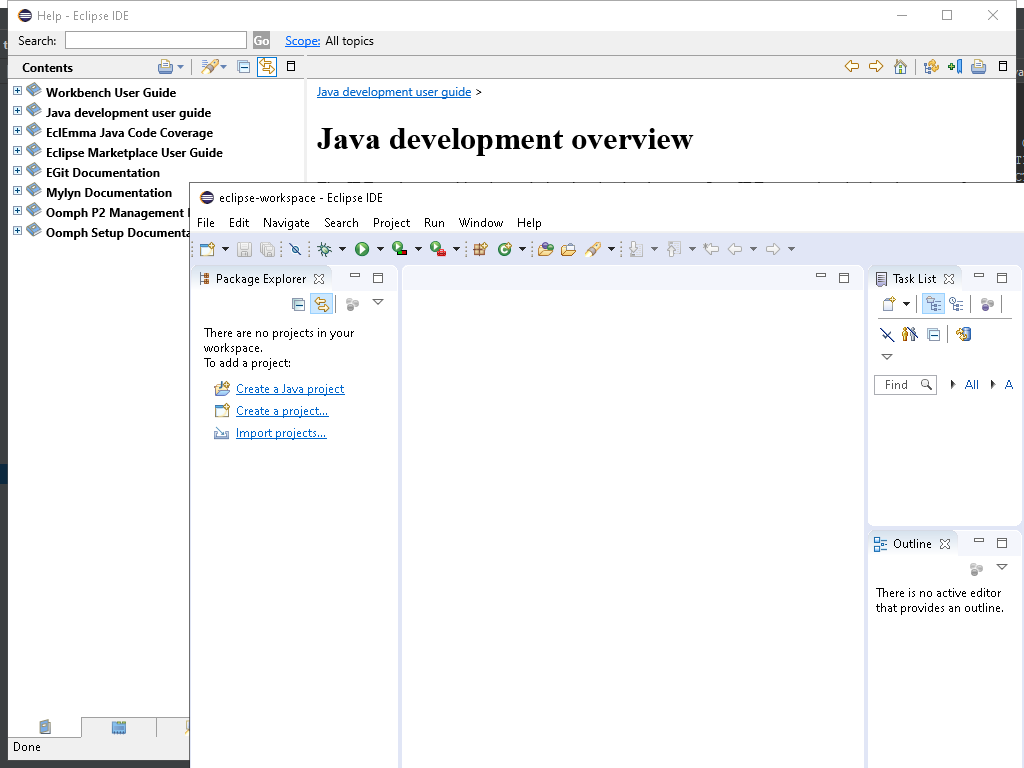 Help - Eclipse IDE
Search:
Go
Scope: All topics
Contents
Workbench User Guide
Java development user guide
EclEmma Java Code Coverage
Eclipse Marketplace User Guide
EGit Documentation
Mylyn Documentation
Oomph P2 Management
Oomph Setup Documenta
Java development user guide >
Java development overview
eclipse-workspace - Eclipse IDE
File Edit Navigate Search Project Run Window Help
Package Explorer
There are no projects in your
workspace.
To add a project:
Create a Java project
Create a project...
Import projects...
Task List
Find
All
A
Outline
There is no active editor
that provides an outline.
Done